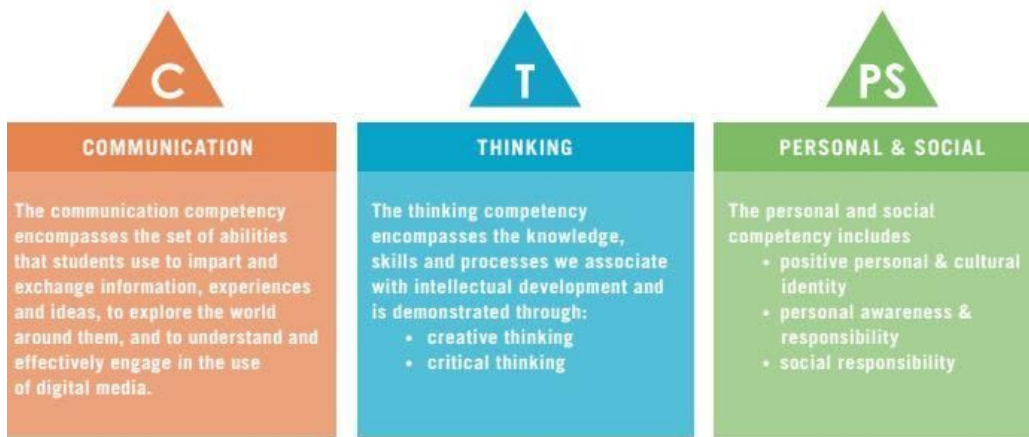 C
COMMUNICATION
The communication competency
encompasses the set of abilities
that students use to impart and
exchange information, experiences
and ideas, to explore the world
around them, and to understand and
effectively engage in the use
of digital media.
T
THINKING
The thinking competency
encompasses the knowledge,
skills and processes we associate
with intellectual development and
is demonstrated through:
• creative thinking
• critical thinking
PS
PERSONAL & SOCIAL
The personal and social
competency includes
• positive personal & cultural
identity
• personal awareness &
responsibility
• social responsibility